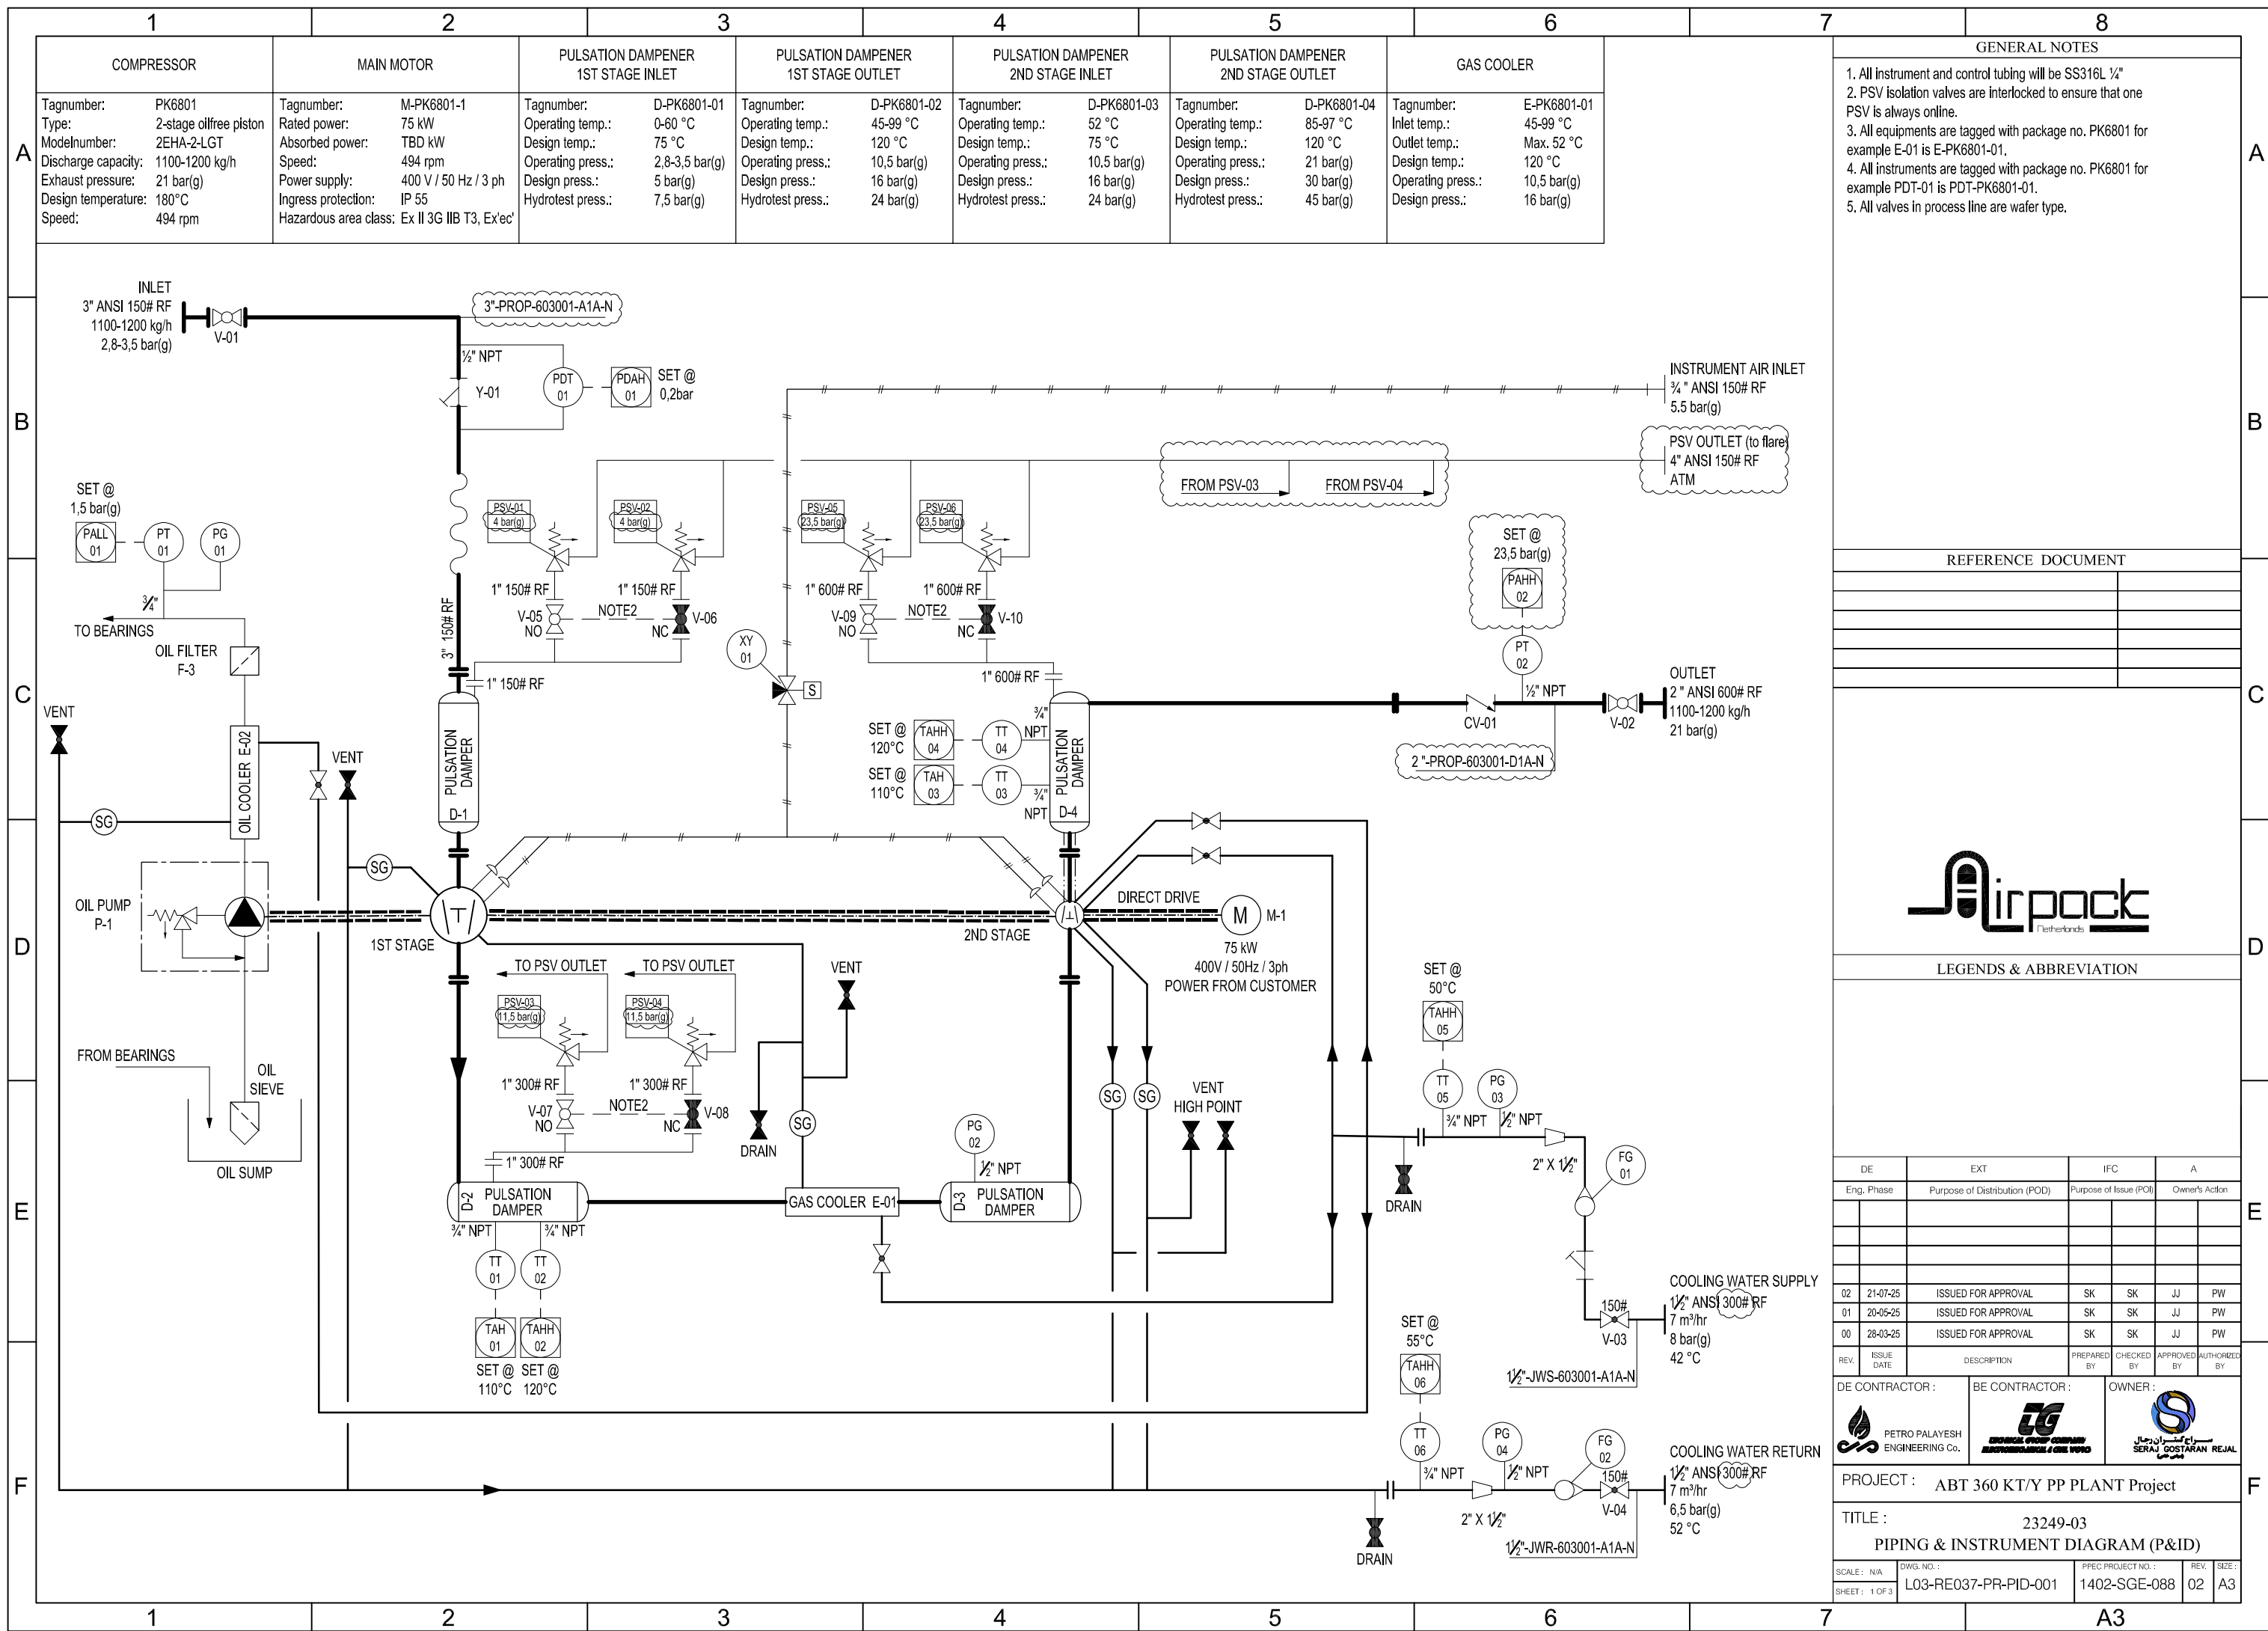 1 2 3 4 5 6 7 8
COMPRESSOR
Tagnumber: PK6801
Type: 2-stage oilfree piston
Modelnumber: 2EHA-2-LGT
Discharge capacity: 1100-1200 kg/h
Exhaust pressure: 21 bar(g)
Design temperature: 180°C
Speed: 494 rpm
MAIN MOTOR
Tagnumber: M-PK6801-1
Rated power: 75 kW
Absorbed power: TBD kW
Speed: 494 rpm
Power supply: 400 V / 50 Hz / 3 ph
Ingress protection: IP 55
Hazardous area class: Ex II 3G IIB T3, Ex'ec'
PULSATION DAMPENER
1ST STAGE INLET
Tagnumber: D-PK6801-01
Operating temp.: 0-60 °C
Design temp.: 75 °C
Operating press.: 2,8-3,5 bar(g)
Design press.: 5 bar(g)
Hydrotest press.: 7,5 bar(g)
PULSATION DAMPENER
1ST STAGE OUTLET
Tagnumber: D-PK6801-02
Operating temp.: 45-99 °C
Design temp.: 120 °C
Operating press.: 10,5 bar(g)
Design press.: 16 bar(g)
Hydrotest press.: 24 bar(g)
PULSATION DAMPENER
2ND STAGE INLET
Tagnumber: D-PK6801-03
Operating temp.: 52 °C
Design temp.: 75 °C
Operating press.: 10,5 bar(g)
Design press.: 16 bar(g)
Hydrotest press.: 24 bar(g)
PULSATION DAMPENER
2ND STAGE OUTLET
Tagnumber: D-PK6801-04
Operating temp.: 85-97 °C
Design temp.: 120 °C
Operating press.: 21 bar(g)
Design press.: 30 bar(g)
Hydrotest press.: 45 bar(g)
GAS COOLER
Tagnumber: E-PK6801-01
Inlet temp.: 45-99 °C
Outlet temp.: Max. 52 °C
Design temp.: 120 °C
Operating press.: 10,5 bar(g)
Design press.: 16 bar(g)
GENERAL NOTES
1. All instrument and control tubing will be SS316L ¼"
2. PSV isolation valves are interlocked to ensure that one
PSV is always online.
3. All equipments are tagged with package no. PK6801 for
example E-01 is E-PK6801-01.
4. All instruments are tagged with package no. PK6801 for
example PDT-01 is PDT-PK6801-01.
5. All valves in process line are wafer type.
A
A
INLET
3" ANSI 150# RF
1100-1200 kg/h
2,8-3,5 bar(g)
V-01
3"-PROP-603001-A1A-N
½" NPT
Y-01
PDT
01
PDAH
01
SET @
0,2bar
INSTRUMENT AIR INLET
¾ " ANSI 150# RF
5.5 bar(g)
B
B
PSV OUTLET (to flare)
4" ANSI 150# RF
ATM
FROM PSV-03
FROM PSV-04
SET @
1,5 bar(g)
PALL
01
PT
01
PG
01
PSV-01
4 bar(g)
PSV-02
4 bar(g)
PSV-05
23,5 bar(g)
PSV-06
23,5 bar(g)
SET @
23,5 bar(g)
PAHH
02
REFERENCE DOCUMENT
¾"
TO BEARINGS
OIL FILTER
F-3
3" 150# RF
1" 150# RF
1" 150# RF
V-05
NO
NOTE2
NC
V-06
1" 150# RF
1" 600# RF
1" 600# RF
V-09
NO
NOTE2
NC
V-10
1" 600# RF
XY
01
S
PT
02
½" NPT
CV-01
V-02
OUTLET
2 " ANSI 600# RF
1100-1200 kg/h
21 bar(g)
2 "-PROP-603001-D1A-N
C
C
VENT
VENT
OIL COOLER E-02
SG
PULSATION
DAMPER
D-1
SET @
120°C
TAHH
04
TT
04
¾"
NPT
SET @
110°C
TAH
03
TT
03
¾"
NPT
PULSATION
DAMPER
D-4
OIL PUMP
P-1
SG
1ST STAGE
2ND STAGE
DIRECT DRIVE
M
M-1
75 kW
400V / 50Hz / 3ph
POWER FROM CUSTOMER
Airpack
Netherlands
D
D
LEGENDS & ABBREVIATION
TO PSV OUTLET
TO PSV OUTLET
PSV-03
11,5 bar(g)
PSV-04
11,5 bar(g)
VENT
SET @
50°C
TAHH
05
FROM BEARINGS
OIL
SIEVE
OIL SUMP
1" 300# RF
1" 300# RF
V-07
NO
NOTE2
NC
V-08
1" 300# RF
DRAIN
SG
PG
02
½" NPT
SG
SG
VENT
HIGH POINT
TT
05
¾" NPT
PG
03
½" NPT
2" X 1½"
FG
01
DRAIN
D-2
PULSATION
DAMPER
¾" NPT
¾" NPT
GAS COOLER E-01
D-3
PULSATION
DAMPER
E
E
TT
01
TT
02
TAH
01
TAHH
02
SET @
110°C
SET @
120°C
150#
V-03
COOLING WATER SUPPLY
1½" ANSI 300# RF
7 m³/hr
8 bar(g)
42 °C
1½"-JWS-603001-A1A-N
SET @
55°C
TAHH
06
TT
06
¾" NPT
PG
04
½" NPT
2" X 1½"
FG
02
150#
V-04
COOLING WATER RETURN
1½" ANSI 300# RF
7 m³/hr
6,5 bar(g)
52 °C
1½"-JWR-603001-A1A-N
DRAIN
F
F
DE EXT IFC A
Eng. Phase Purpose of Distribution (POD) Purpose of Issue (POI) Owner's Action
02 21-07-25 ISSUED FOR APPROVAL SK SK JJ PW
01 20-05-25 ISSUED FOR APPROVAL SK SK JJ PW
00 28-03-25 ISSUED FOR APPROVAL SK SK JJ PW
REV. ISSUE DATE DESCRIPTION PREPARED BY CHECKED BY APPROVED BY AUTHORIZED BY
DE CONTRACTOR :
PETRO PALAYESH
ENGINEERING Co.
BE CONTRACTOR :
TECHNICAL GROUP COMPANY
ELECTROMECHANICAL & CIVIL WORKS
OWNER :
سراج گستران رجال
SERAJ GOSTARAN REJAL
PROJECT : ABT 360 KT/Y PP PLANT Project
TITLE :
23249-03
PIPING & INSTRUMENT DIAGRAM (P&ID)
SCALE : N/A
SHEET : 1 OF 3
DWG. NO. :
L03-RE037-PR-PID-001
PPEC PROJECT NO. :
1402-SGE-088
REV.
02
SIZE :
A3
1 2 3 4 5 6 7 A3